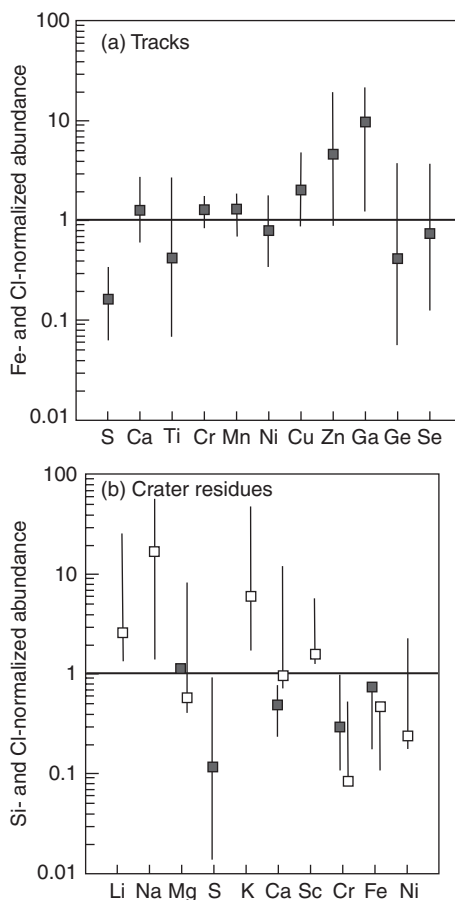 (a) Tracks
Fe- and Cl-normalized abundance
100
10
1
0.1
0.01
S Ca Ti Cr Mn Ni Cu Zn Ga Ge Se
(b) Crater residues
Si- and Cl-normalized abundance
100
10
1
0.1
0.01
Li Na Mg S K Ca Sc Cr Fe Ni